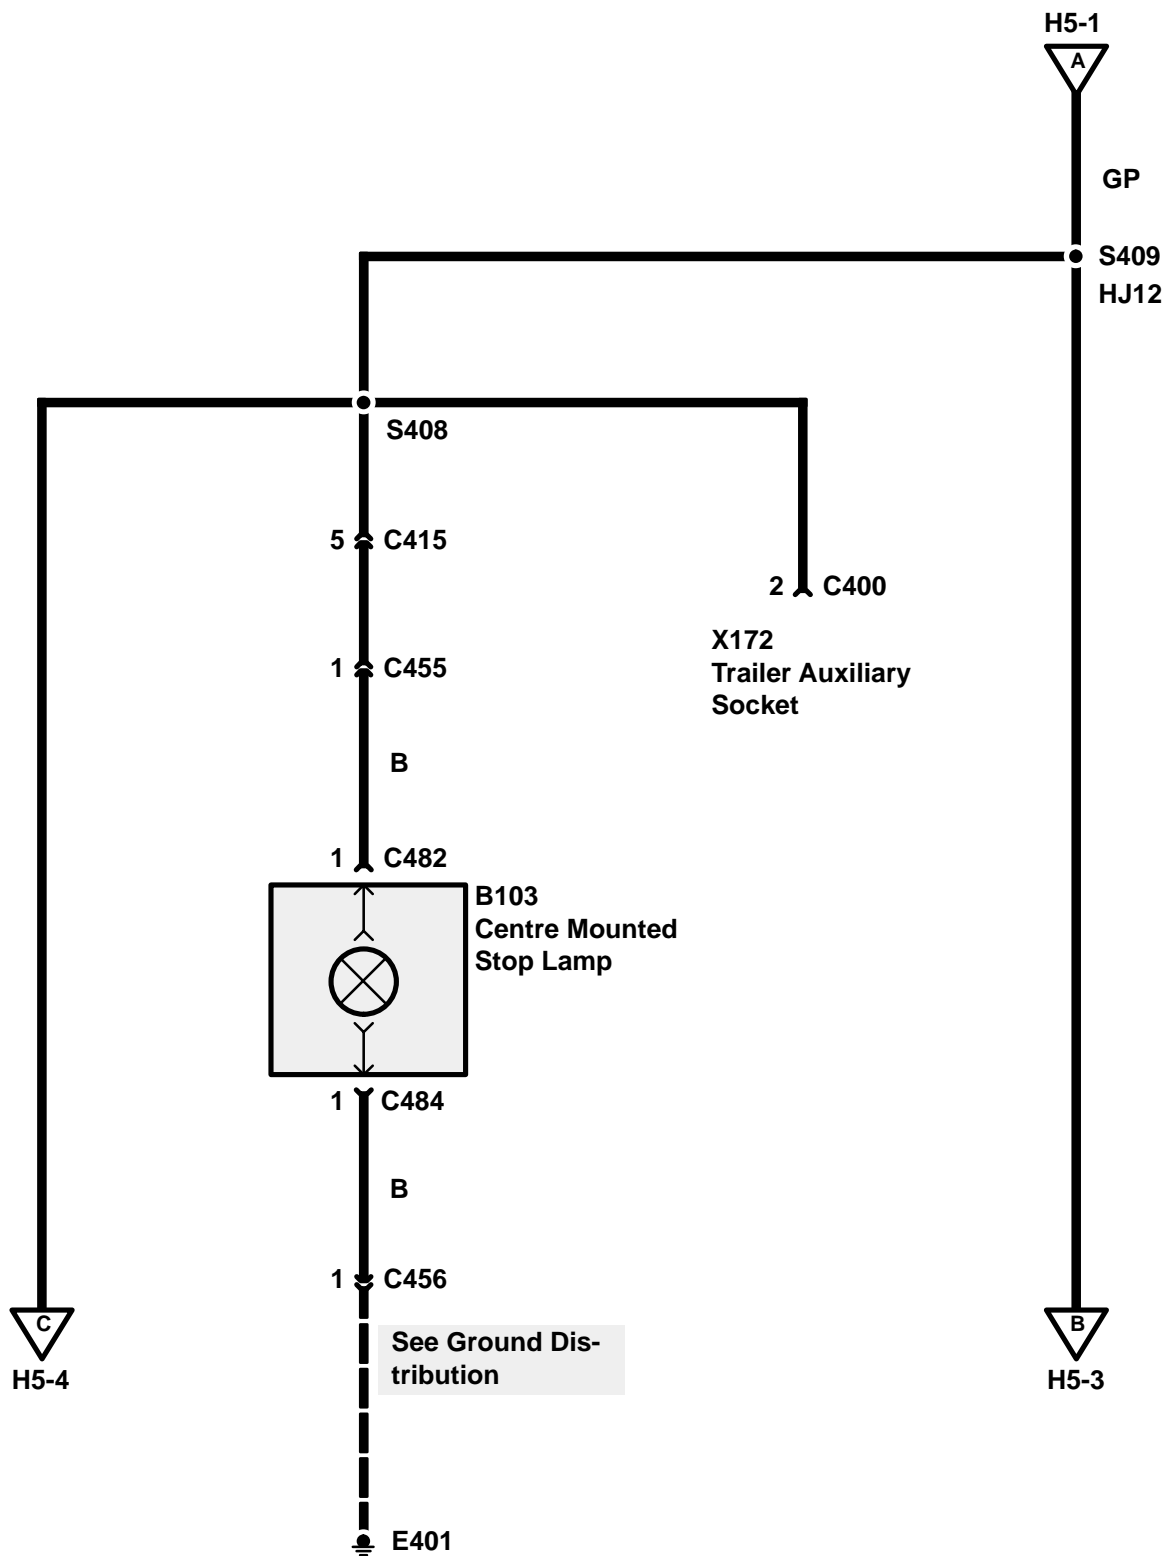 H5-1
A
GP
S409
HJ12
S408
5 C415
2 C400
X172
Trailer Auxiliary
Socket
1 C455
B
1 C482
B103
Centre Mounted
Stop Lamp
1 C484
B
1 C456
C
H5-4
See Ground Dis-
tribution
B
H5-3
E401